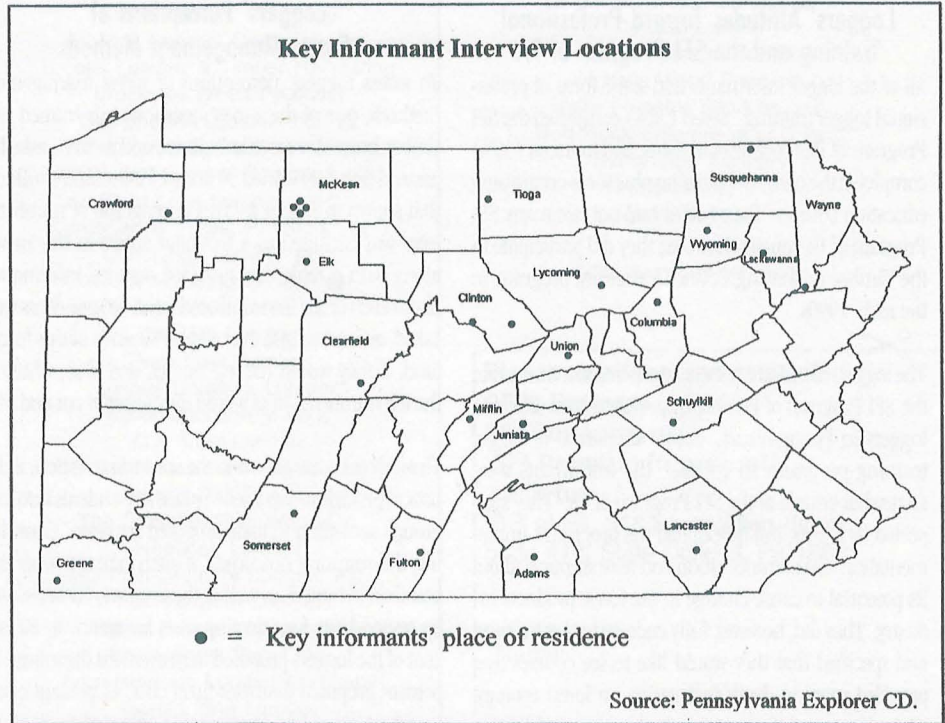 Key Informant Interview Locations
Crawford
McKean
Tioga
Susquehanna
Wayne
Wyoming
Lackawanna
Elk
Lycoming
Clinton
Columbia
Clearfield
Union
Mifflin
Schuylkill
Juniata
Lancaster
Somerset
Fulton
Adams
Greene
= Key informants' place of residence
Source: Pennsylvania Explorer CD.